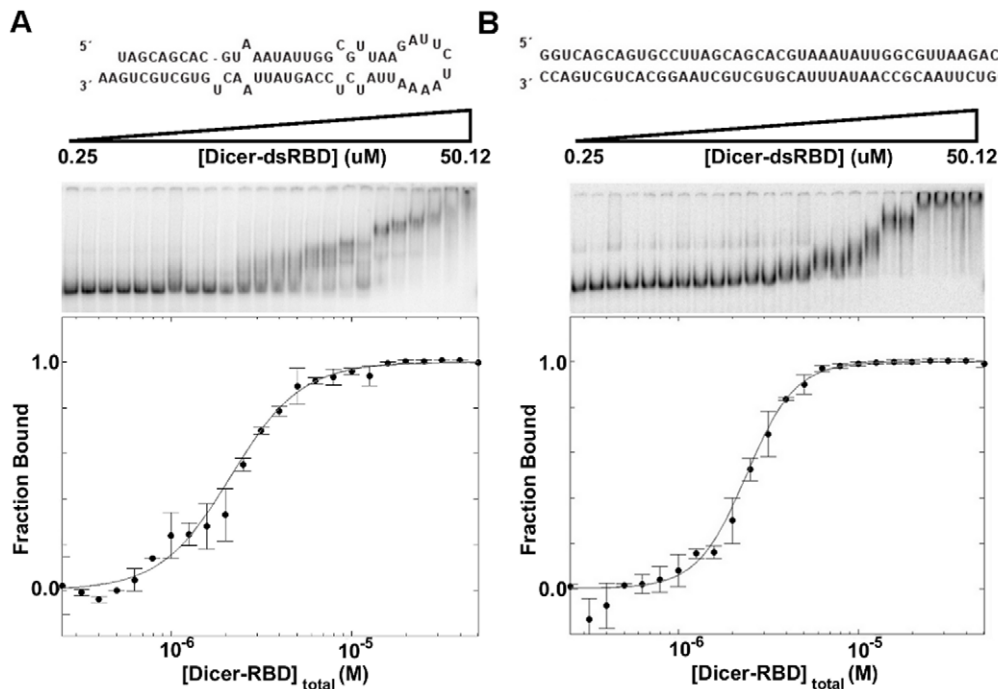 A
5´ UAGCAGCAC - GU A AAUAUUGG C G U UAA G A U U C
3´ AAGUCGUCGUG U CA A UUAUGACC U C U AUU A A A A U
0.25 [Dicer-dsRBD] (uM) 50.12
Fraction Bound
1.0
0.0
10-6 10-5
[Dicer-RBD] total (M)
B
5´ GGUCAGCAGUGCCUUAGCAGCACGUAAAUAUUGGCGUUAAGAC
3´ CCAGUCGUCACGGAAUCGUCGUGCAUUUAUAACCGCAAUUCUG
0.25 [Dicer-dsRBD] (uM) 50.12
Fraction Bound
1.0
0.0
10-6 10-5
[Dicer-RBD] total (M)